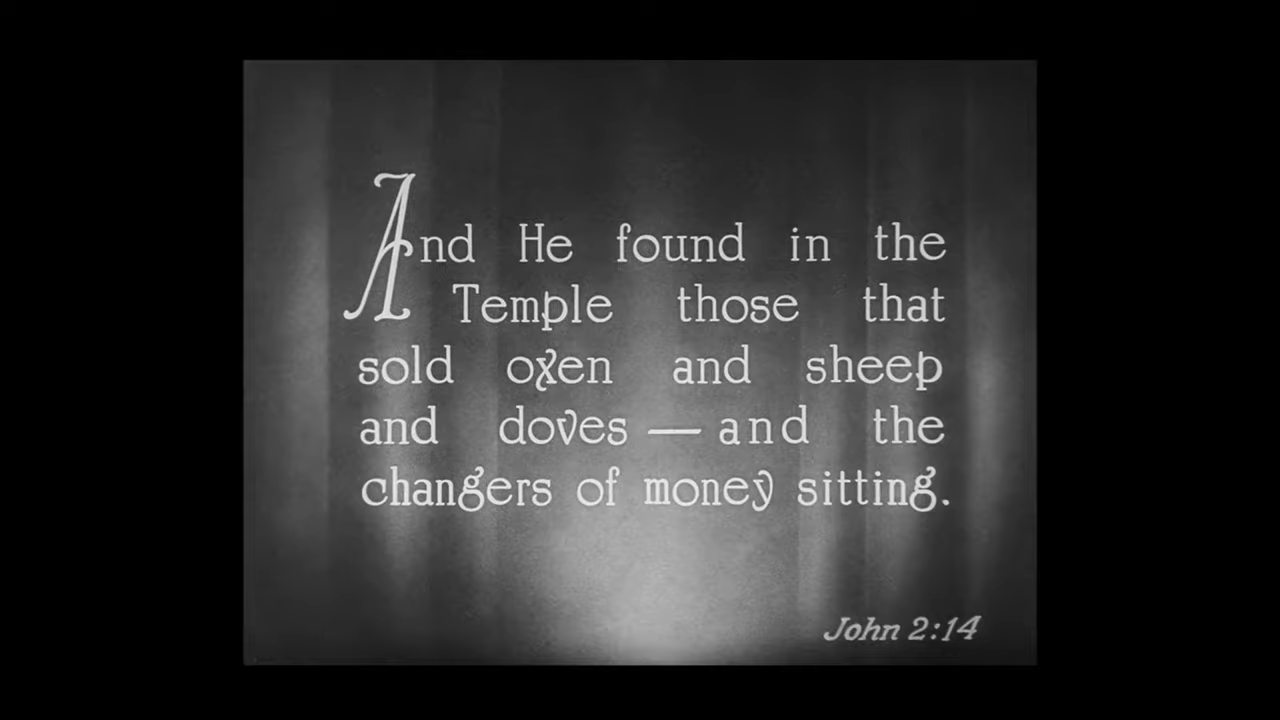 And He found in the
Temple those that
sold oxen and sheep
and doves — and the
changers of money sitting.
John 2:14